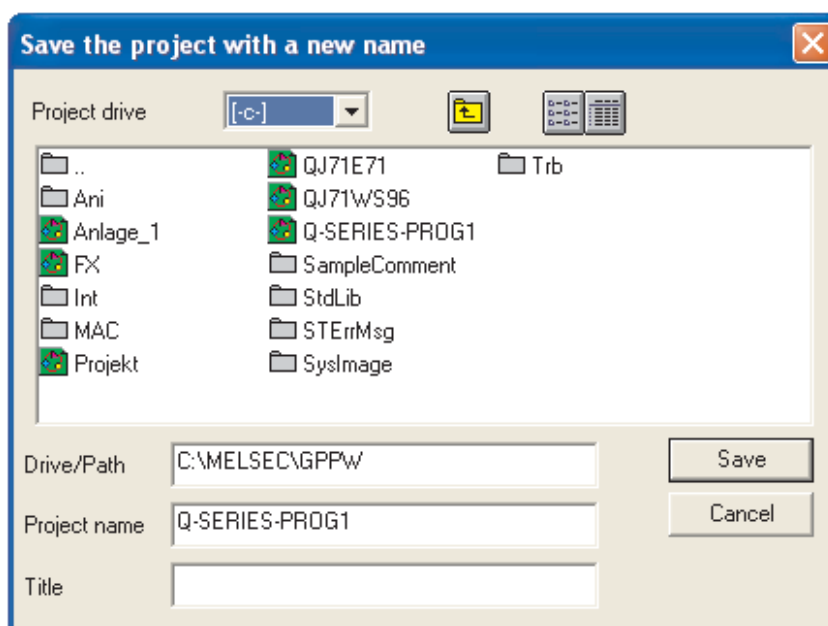 Save the project with a new name
Project drive
[-c-]
..
Ani
Anlage_1
FX
Int
MAC
Projekt
QJ71E71
QJ71WS96
Q-SERIES-PROG1
SampleComment
StdLib
STErrMsg
SysImage
Trb
Drive/Path
C:\MELSEC\GPPW
Save
Project name
Q-SERIES-PROG1
Cancel
Title